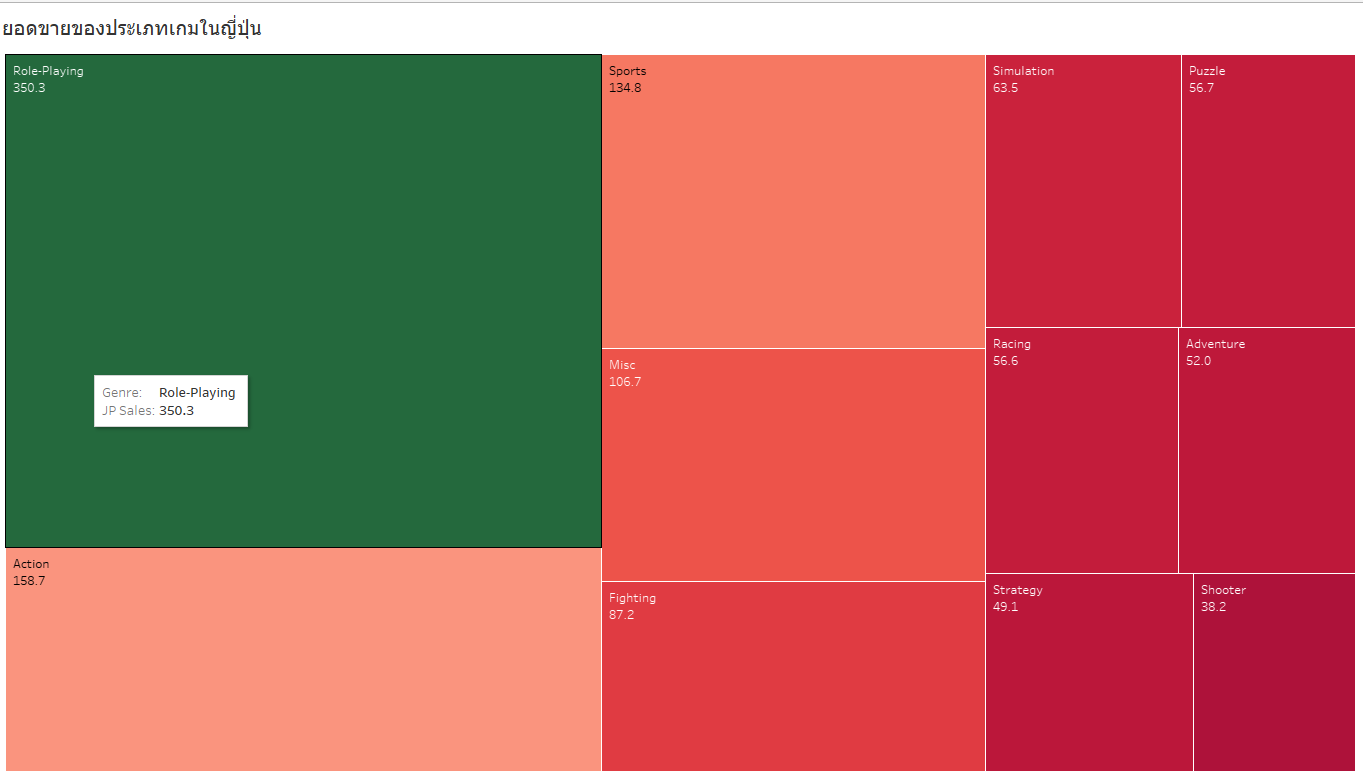 ยอดขายของประเภทเกมในญี่ปุ่น
Role-Playing
350.3
Genre: Role-Playing
JP Sales: 350.3
Action
158.7
Sports
134.8
Misc
106.7
Fighting
87.2
Simulation
63.5
Puzzle
56.7
Racing
56.6
Adventure
52.0
Strategy
49.1
Shooter
38.2